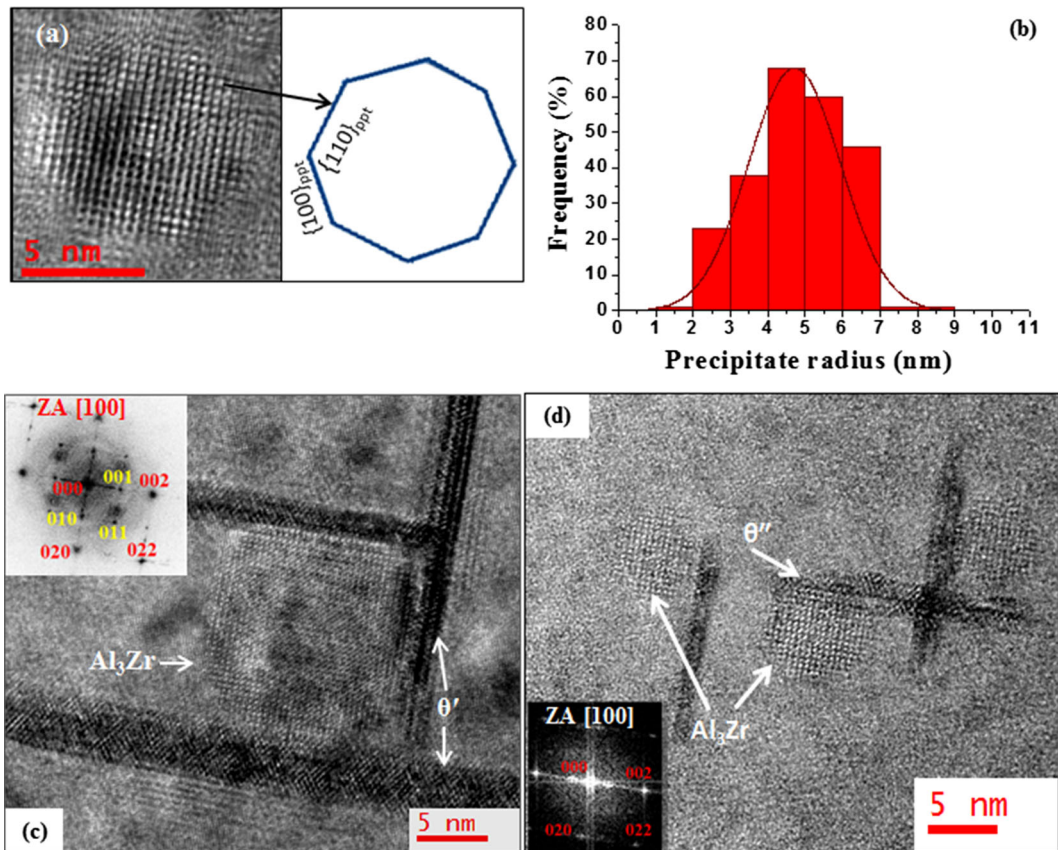 (a)
{100}ppt
{110}ppt
5 nm
(b)
Frequency (%)
80
70
60
50
40
30
20
10
0
0 1 2 3 4 5 6 7 8 9 10 11
Precipitate radius (nm)
ZA [100]
000
001
002
010
011
020
022
Al₃Zr
θ′
(c)
5 nm
(d)
θ″
Al₃Zr
ZA [100]
000
002
020
022
5 nm